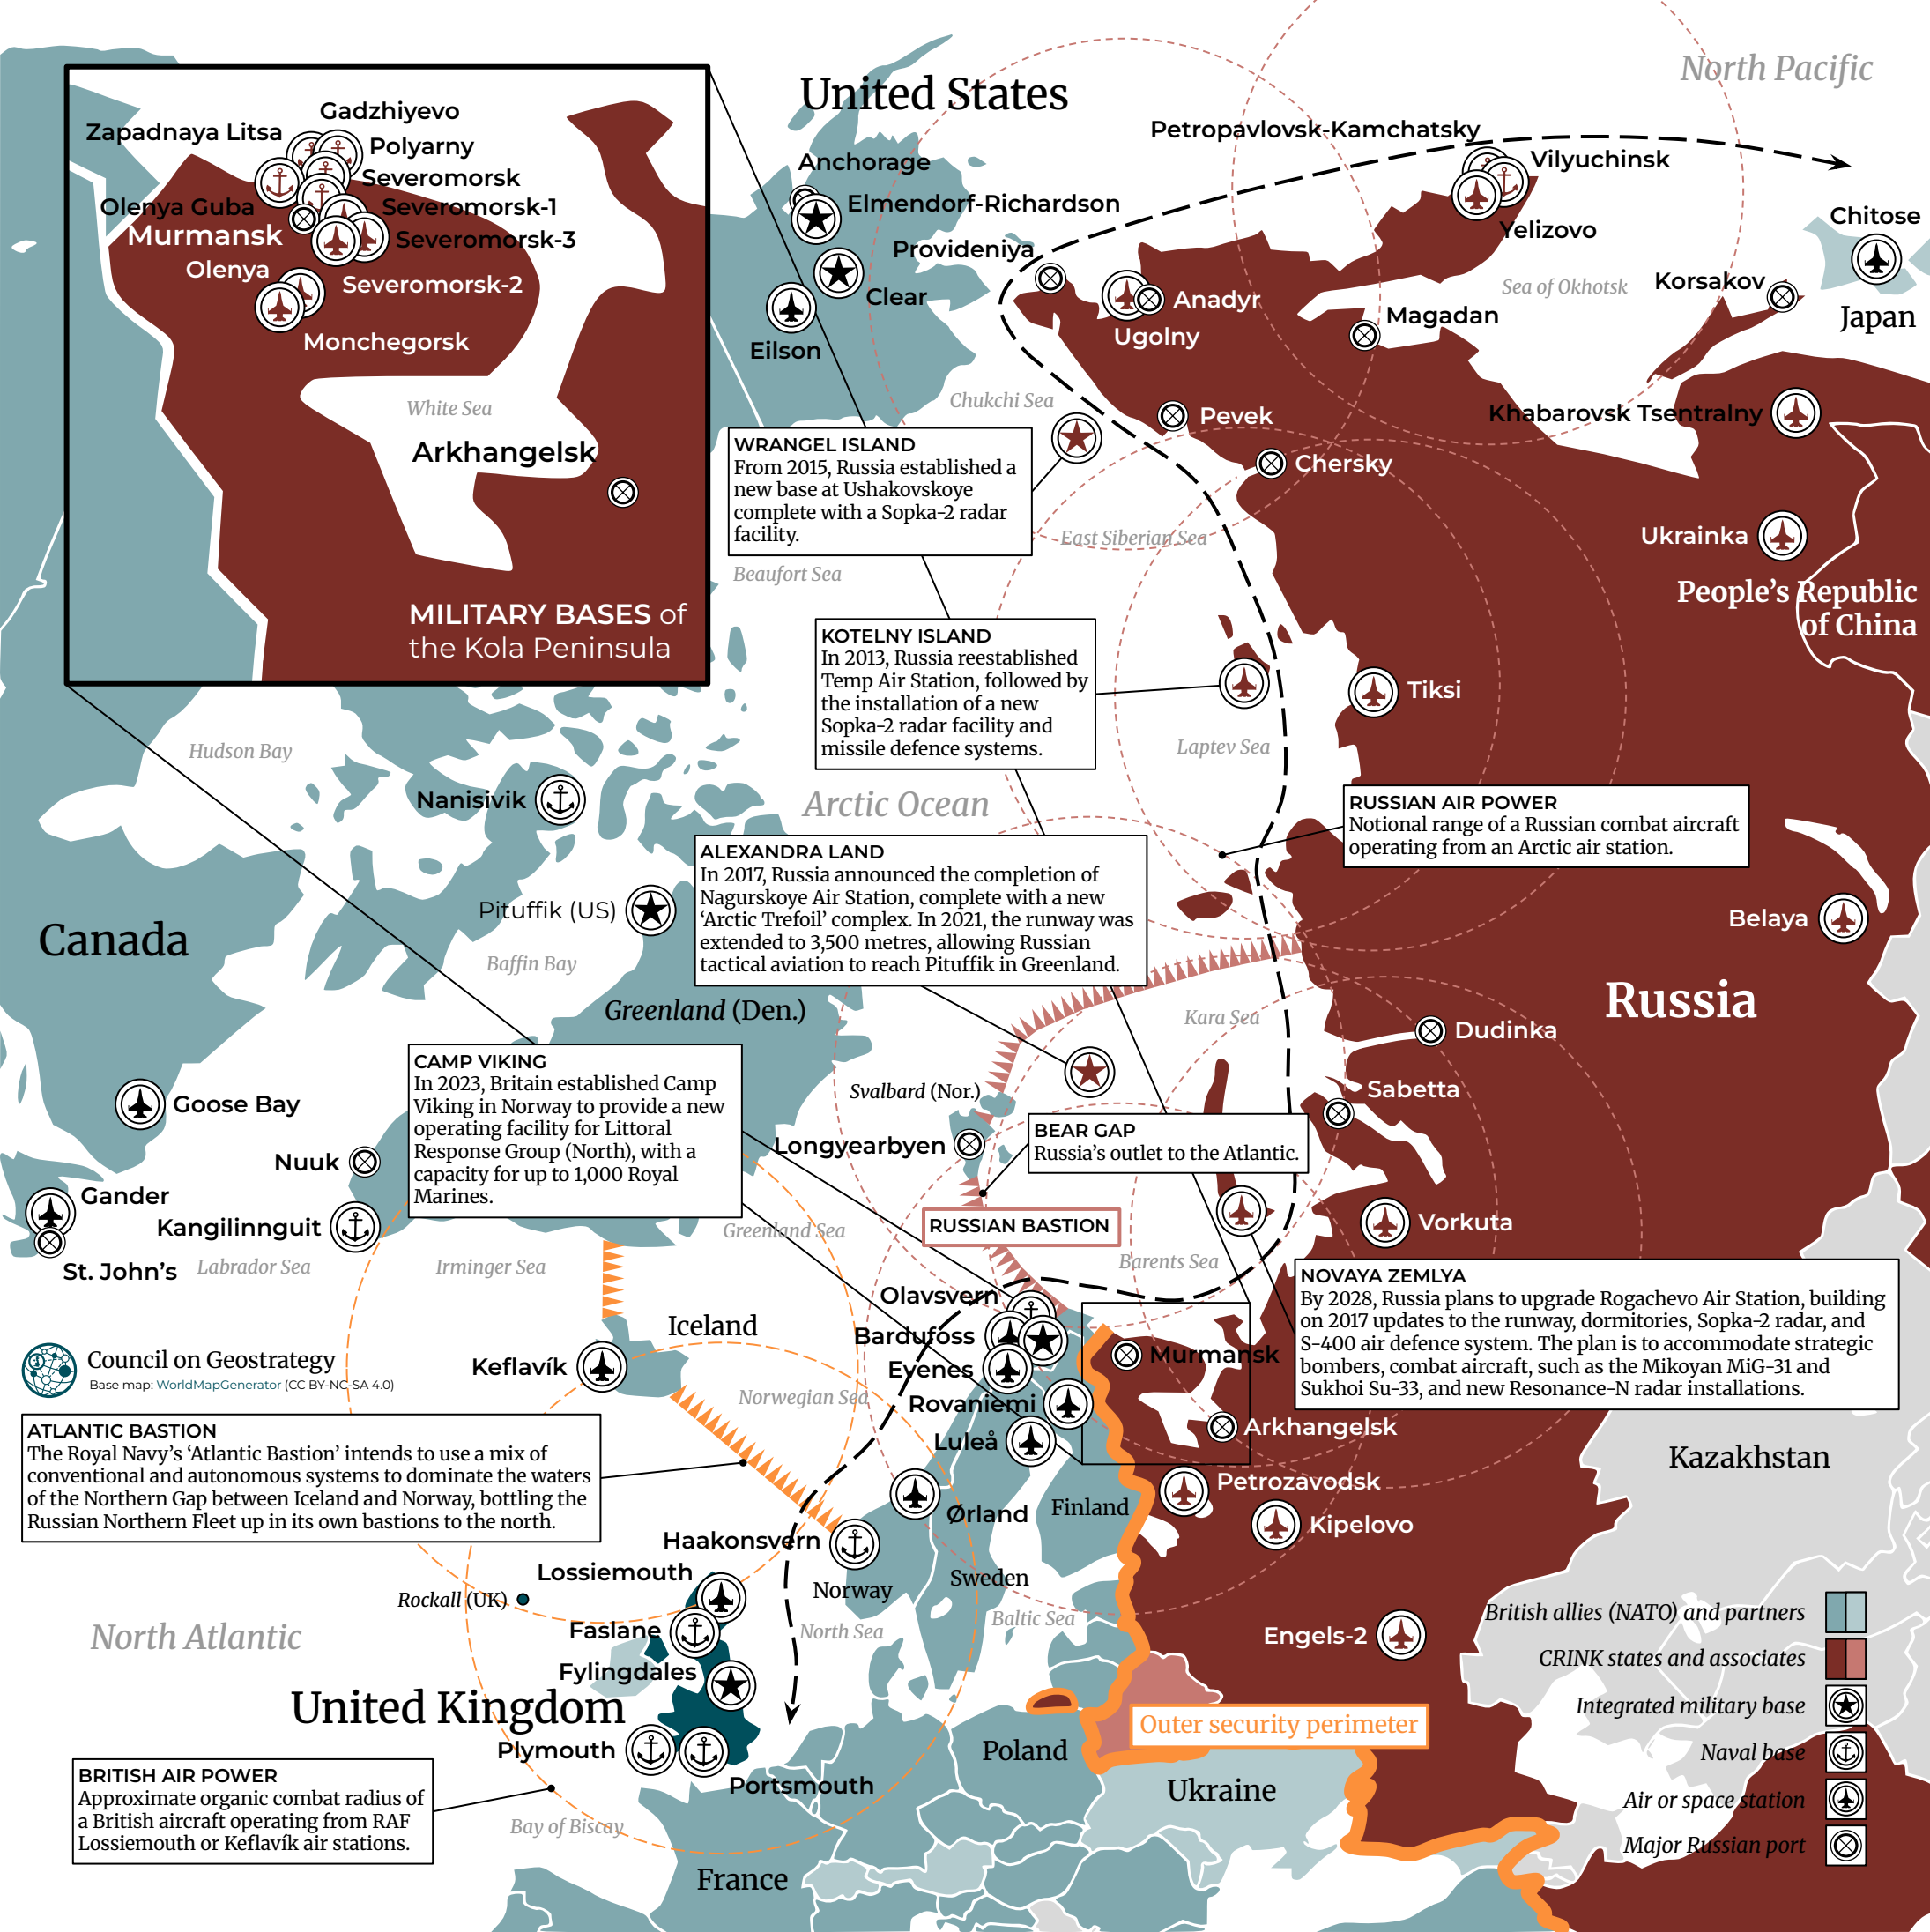 North Pacific
United States
Gadzhiyevo
Zapadnaya Litsa
Polyarny
Severomorsk
Olenya Guba
Severomorsk-1
Murmansk
Severomorsk-3
Olenya
Severomorsk-2
Monchegorsk
White Sea
Arkhangelsk
MILITARY BASES of
the Kola Peninsula
Anchorage
Elmendorf-Richardson
Clear
Eilson
Petropavlovsk-Kamchatsky
Vilyuchinsk
Yelizovo
Provideniya
Anadyr
Ugolny
Magadan
Sea of Okhotsk
Korsakov
Chitose
Japan
Chukchi Sea
Pevek
Chersky
Khabarovsk Tsentralny
Ukrainka
People's Republic
of China
WRANGEL ISLAND
From 2015, Russia established a
new base at Ushakovskoye
complete with a Sopka-2 radar
facility.
East Siberian Sea
Beaufort Sea
KOTELNY ISLAND
In 2013, Russia reestablished
Temp Air Station, followed by
the installation of a new
Sopka-2 radar facility and
missile defence systems.
Tiksi
Laptev Sea
Hudson Bay
Nanisivik
Arctic Ocean
RUSSIAN AIR POWER
Notional range of a Russian combat aircraft
operating from an Arctic air station.
ALEXANDRA LAND
In 2017, Russia announced the completion of
Nagurskoye Air Station, complete with a new
‘Arctic Trefoil’ complex. In 2021, the runway was
extended to 3,500 metres, allowing Russian
tactical aviation to reach Pituffik in Greenland.
Pituffik (US)
Canada
Baffin Bay
Belaya
Russia
Greenland (Den.)
Kara Sea
Dudinka
Sabetta
Svalbard (Nor.)
Longyearbyen
CAMP VIKING
In 2023, Britain established Camp
Viking in Norway to provide a new
operating facility for Littoral
Response Group (North), with a
capacity for up to 1,000 Royal
Marines.
BEAR GAP
Russia's outlet to the Atlantic.
Goose Bay
Nuuk
Gander
Kangilinnguit
St. John's
Labrador Sea
Irminger Sea
Greenland Sea
RUSSIAN BASTION
Barents Sea
Vorkuta
NOVAYA ZEMLYA
By 2028, Russia plans to upgrade Rogachevo Air Station, building
on 2017 updates to the runway, dormitories, Sopka-2 radar, and
S-400 air defence system. The plan is to accommodate strategic
bombers, combat aircraft, such as the Mikoyan MiG-31 and
Sukhoi Su-33, and new Resonance-N radar installations.
Olavsvern
Bardufoss
Evenes
Rovaniemi
Luleå
Murmansk
Arkhangelsk
Iceland
Keflavík
Norwegian Sea
Council on Geostrategy
Base map: WorldMapGenerator (CC BY-NC-SA 4.0)
ATLANTIC BASTION
The Royal Navy's ‘Atlantic Bastion’ intends to use a mix of
conventional and autonomous systems to dominate the waters
of the Northern Gap between Iceland and Norway, bottling the
Russian Northern Fleet up in its own bastions to the north.
Ørland
Finland
Petrozavodsk
Kipelovo
Kazakhstan
Haakonsvern
Norway
Sweden
Baltic Sea
Lossiemouth
Rockall (UK)
Faslane
North Sea
North Atlantic
Fylingdales
United Kingdom
Plymouth
Portsmouth
Engels-2
Outer security perimeter
Poland
Ukraine
BRITISH AIR POWER
Approximate organic combat radius of
a British aircraft operating from RAF
Lossiemouth or Keflavík air stations.
Bay of Biscay
France
British allies (NATO) and partners
CRINK states and associates
Integrated military base
Naval base
Air or space station
Major Russian port